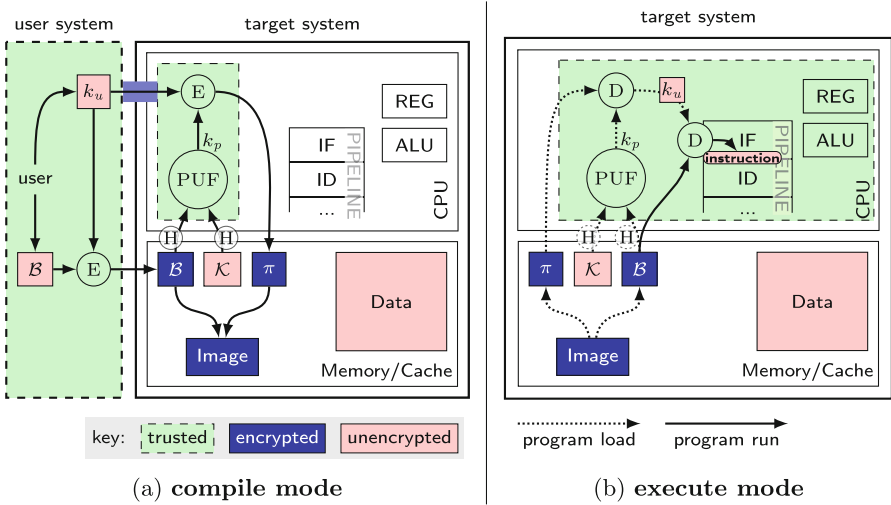 user system
target system
k_u
E
REG
k_p
IF
ALU
user
PUF
ID
PIPELINE
...
CPU
H
H
B
E
B
K
π
Data
Image
Memory/Cache
key:
trusted
encrypted
unencrypted
(a) compile mode
target system
D
k_u
REG
k_p
D
IF
ALU
instruction
PUF
ID
PIPELINE
...
CPU
H
H
π
K
B
Data
Image
Memory/Cache
program load
program run
(b) execute mode